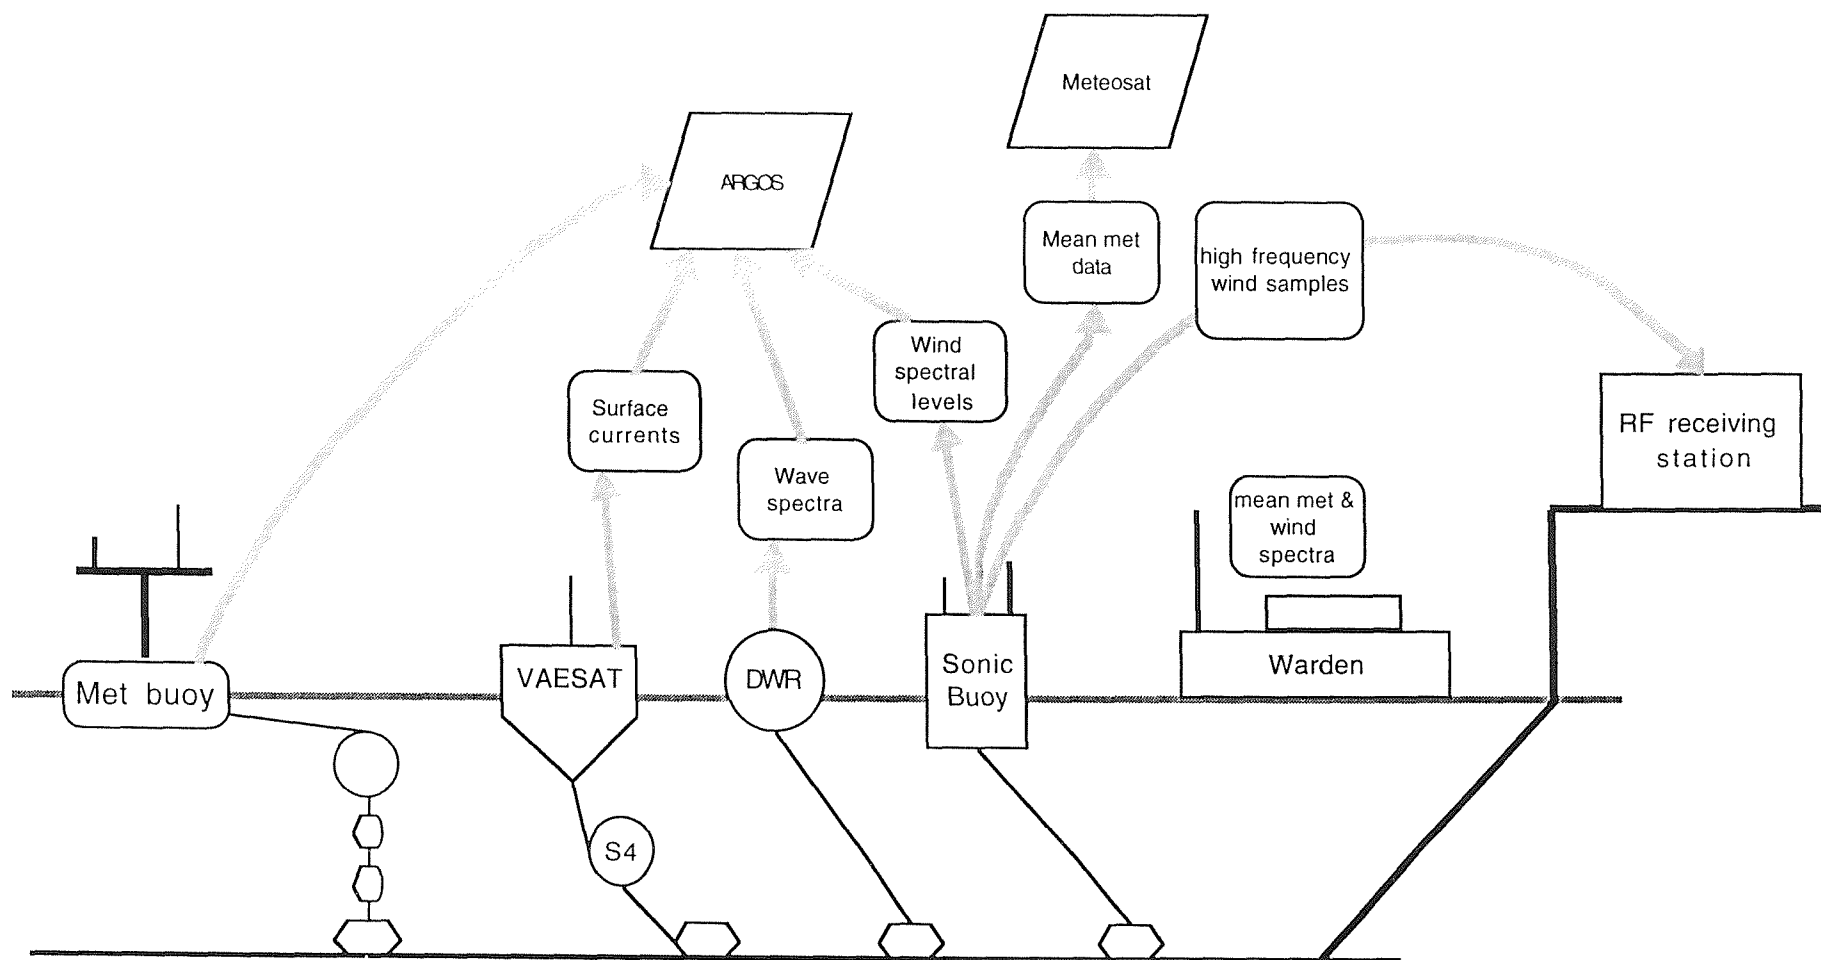 Meteosat
ARGOS
Mean met
data
high frequency
wind samples
Wind
spectral
levels
Surface
currents
Wave
spectra
RF receiving
station
mean met &
wind
spectra
Met buoy
VAESAT
DWR
Sonic
Buoy
Warden
S4